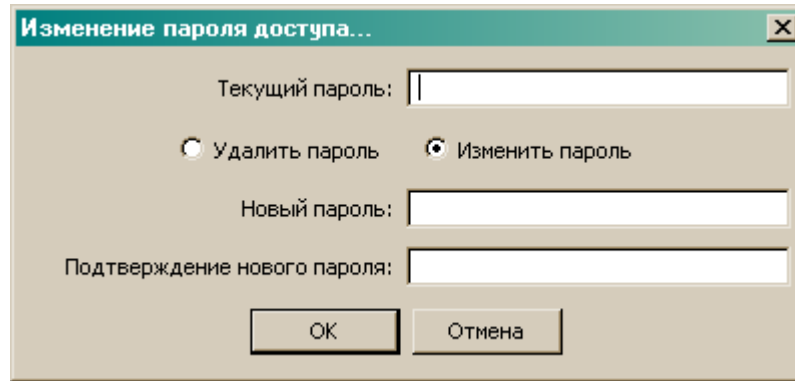 Изменение пароля доступа...
Текущий пароль:
Удалить пароль Изменить пароль
Новый пароль:
Подтверждение нового пароля:
OK Отмена